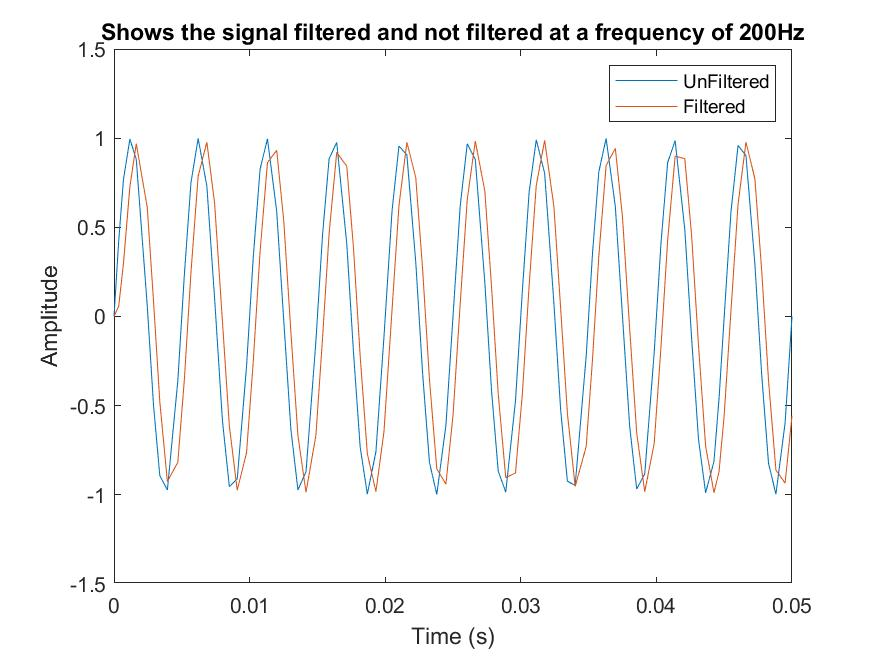 Shows the signal filtered and not filtered at a frequency of 200Hz
1.5
UnFiltered
Filtered
1
0.5
0
-0.5
-1
-1.5
Amplitude
0 0.01 0.02 0.03 0.04 0.05
Time (s)